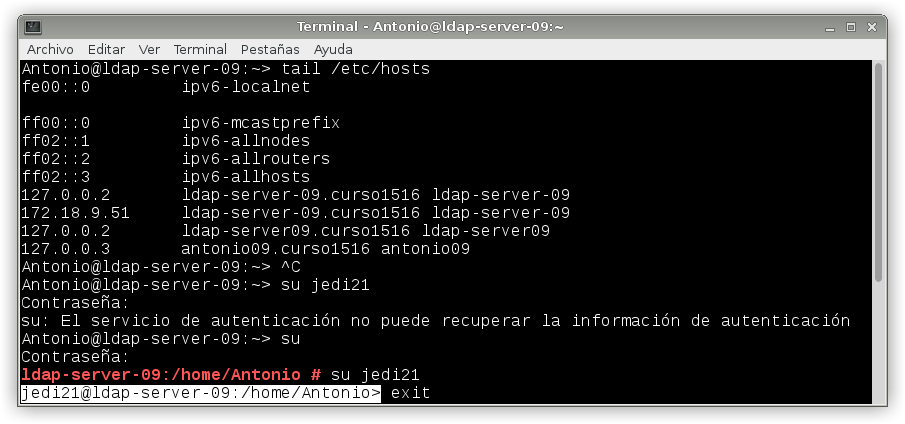 Terminal - Antonio@ldap-server-09:~
Archivo Editar Ver Terminal Pestañas Ayuda
Antonio@ldap-server-09:~> tail /etc/hosts
fe00::0         ipv6-localnet
ff00::0         ipv6-mcastprefix
ff02::1         ipv6-allnodes
ff02::2         ipv6-allrouters
ff02::3         ipv6-allhosts
127.0.0.2       ldap-server-09.curso1516 ldap-server-09
172.18.9.51     ldap-server-09.curso1516 ldap-server-09
127.0.0.2       ldap-server09.curso1516 ldap-server09
127.0.0.3       antonio09.curso1516 antonio09
Antonio@ldap-server-09:~> ^C
Antonio@ldap-server-09:~> su jedi21
Contraseña:
su: El servicio de autenticación no puede recuperar la información de autenticación
Antonio@ldap-server-09:~> su
Contraseña:
ldap-server-09:/home/Antonio # su jedi21
jedi21@ldap-server-09:/home/Antonio> exit